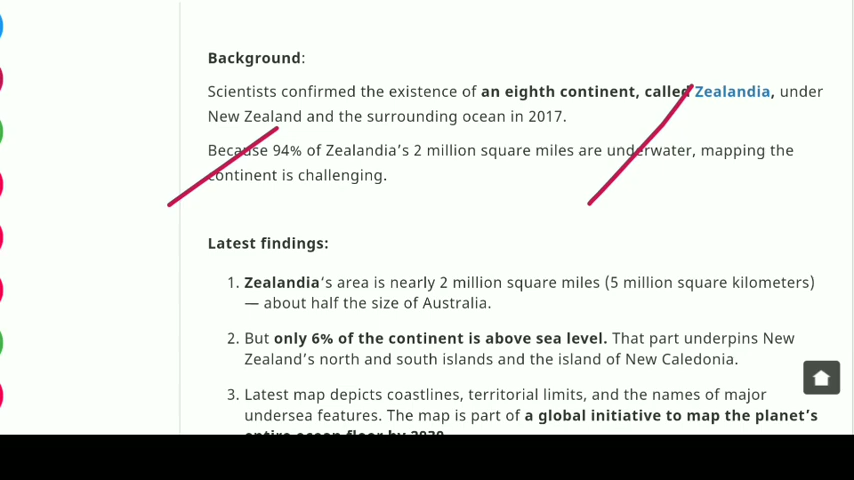 Background:
Scientists confirmed the existence of an eighth continent, called Zealandia, under
New Zealand and the surrounding ocean in 2017.
Because 94% of Zealandia's 2 million square miles are underwater, mapping the
continent is challenging.
Latest findings:
1. Zealandia's area is nearly 2 million square miles (5 million square kilometers)
— about half the size of Australia.
2. But only 6% of the continent is above sea level. That part underpins New
Zealand's north and south islands and the island of New Caledonia.
3. Latest map depicts coastlines, territorial limits, and the names of major
undersea features. The map is part of a global initiative to map the planet's
entire ocean floor by 2030.